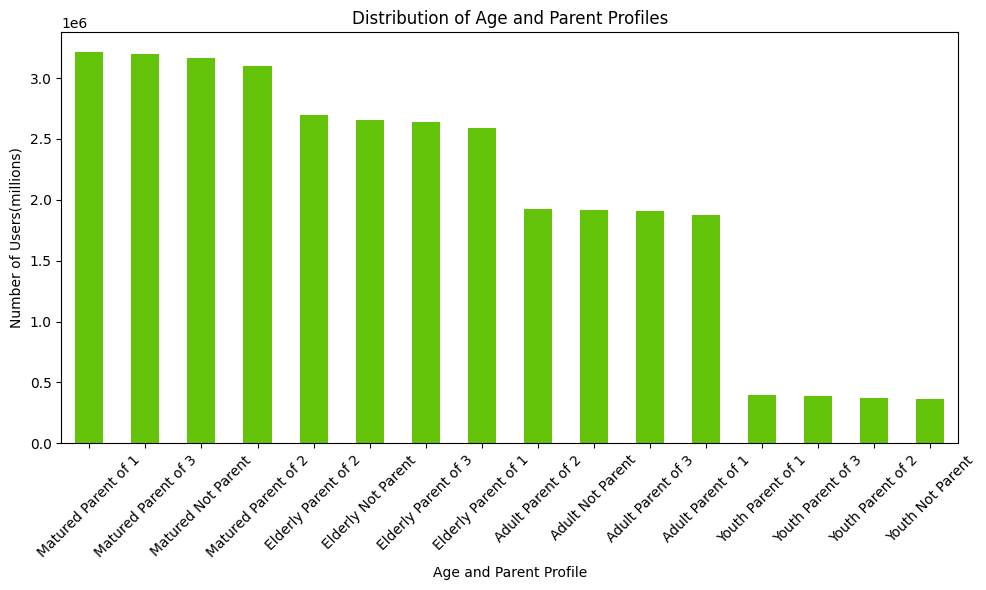 Distribution of Age and Parent Profiles
1e6
3.0
2.5
2.0
1.5
1.0
0.5
0.0
Number of Users(millions)
Matured Parent of 1
Matured Parent of 3
Matured Not Parent
Matured Parent of 2
Elderly Parent of 2
Elderly Not Parent
Elderly Parent of 3
Elderly Parent of 1
Adult Parent of 2
Adult Not Parent
Adult Parent of 3
Adult Parent of 1
Youth Parent of 1
Youth Parent of 3
Youth Parent of 2
Youth Not Parent
Age and Parent Profile